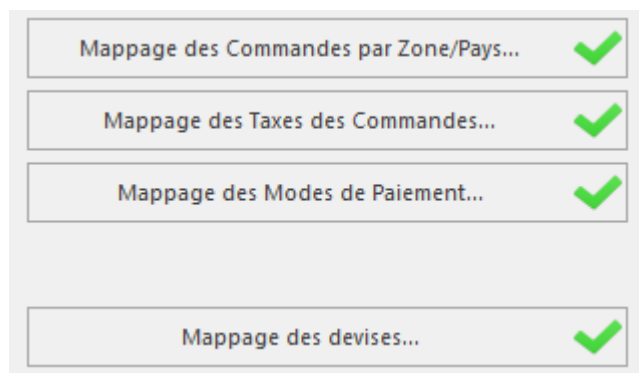 Mappage des Commandes par Zone/Pays...
Mappage des Taxes des Commandes...
Mappage des Modes de Paiement...
Mappage des devises...